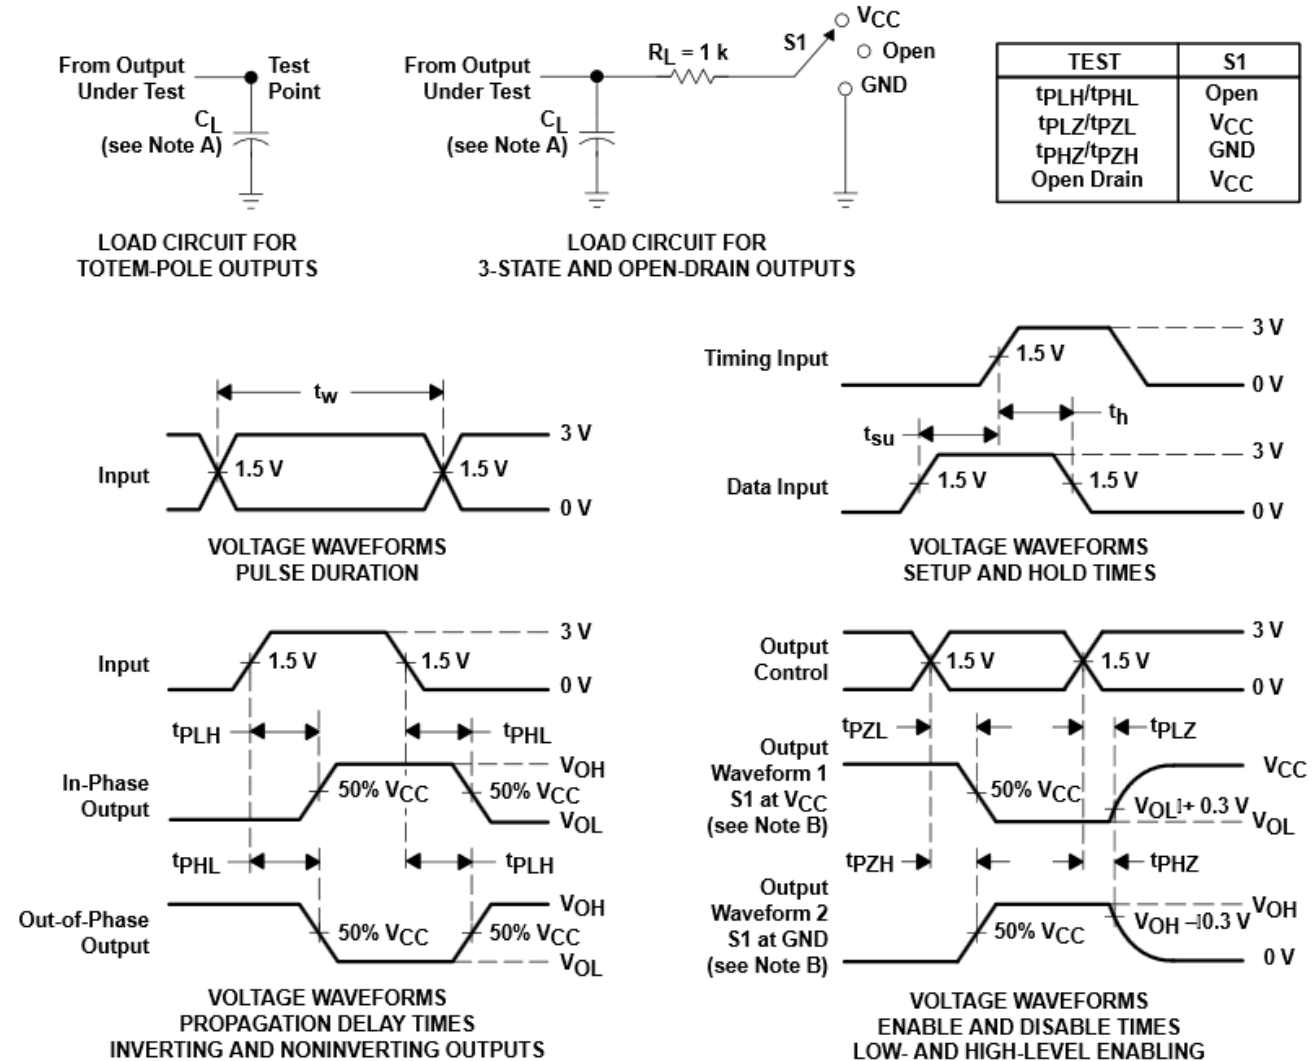 From Output
Under Test
Test
Point
CL
(see Note A)
LOAD CIRCUIT FOR
TOTEM-POLE OUTPUTS
From Output
Under Test
RL = 1 k
S1
VCC
Open
GND
CL
(see Note A)
LOAD CIRCUIT FOR
3-STATE AND OPEN-DRAIN OUTPUTS
TEST S1
tPLH/tPHL Open
tPLZ/tPZL VCC
tPHZ/tPZH GND
Open Drain VCC
tw
Input
1.5 V
1.5 V
3 V
0 V
VOLTAGE WAVEFORMS
PULSE DURATION
Timing Input
1.5 V
3 V
0 V
tsu
th
Data Input
1.5 V
1.5 V
3 V
0 V
VOLTAGE WAVEFORMS
SETUP AND HOLD TIMES
Input
1.5 V
1.5 V
3 V
0 V
tPLH
tPHL
In-Phase
Output
50% VCC
50% VCC
VOH
VOL
tPHL
tPLH
Out-of-Phase
Output
50% VCC
50% VCC
VOH
VOL
VOLTAGE WAVEFORMS
PROPAGATION DELAY TIMES
INVERTING AND NONINVERTING OUTPUTS
Output
Control
1.5 V
1.5 V
3 V
0 V
tPZL
tPLZ
Output
Waveform 1
S1 at VCC
(see Note B)
50% VCC
VOL + 0.3 V
VCC
VOL
tPZH
tPHZ
Output
Waveform 2
S1 at GND
(see Note B)
50% VCC
VOH – 0.3 V
VOH
0 V
VOLTAGE WAVEFORMS
ENABLE AND DISABLE TIMES
LOW- AND HIGH-LEVEL ENABLING